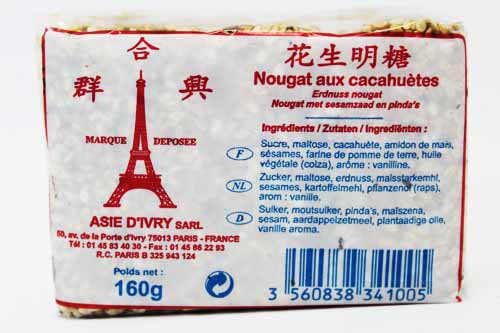 合
群 興
MARQUE DEPOSEE
ASIE D'IVRY SARL
50, av. de la Porte d'Ivry 75013 PARIS - FRANCE
Tél : 01 45 83 40 30 - Fax : 01 45 86 22 93
R.C. PARIS B 325 943 124
Poids net :
160g
花生明糖
Nougat aux cacahuètes
Erdnuss nougat
Nougat met sesamzaad en pinda's
Ingrédients / Zutaten / Ingrediënten :
F Sucre, maltose, cacahuète, amidon de maïs,
sésames, farine de pomme de terre, huile
végétale (colza), arôme : vanilline.
NL Zucker, maltose, erdnuss, maisstarkemhl,
sesames, kartoffelmehl, pflanzenol (raps),
arom : vanille.
D Suiker, moutsuiker, pinda's, maïszena,
sesam, aardappelzetmeel, plantaadige olie,
vanille aroma.
3 560838 341005